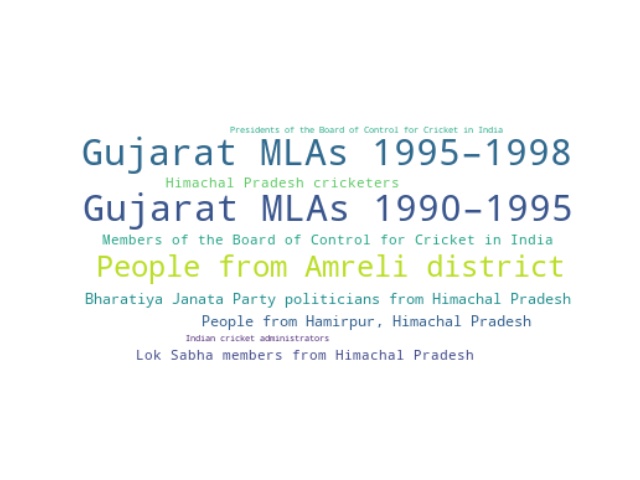 Presidents of the Board of Control for Cricket in India
Gujarat MLAs 1995–1998
Himachal Pradesh cricketers
Gujarat MLAs 1990–1995
Members of the Board of Control for Cricket in India
People from Amreli district
Bharatiya Janata Party politicians from Himachal Pradesh
People from Hamirpur, Himachal Pradesh
Indian cricket administrators
Lok Sabha members from Himachal Pradesh